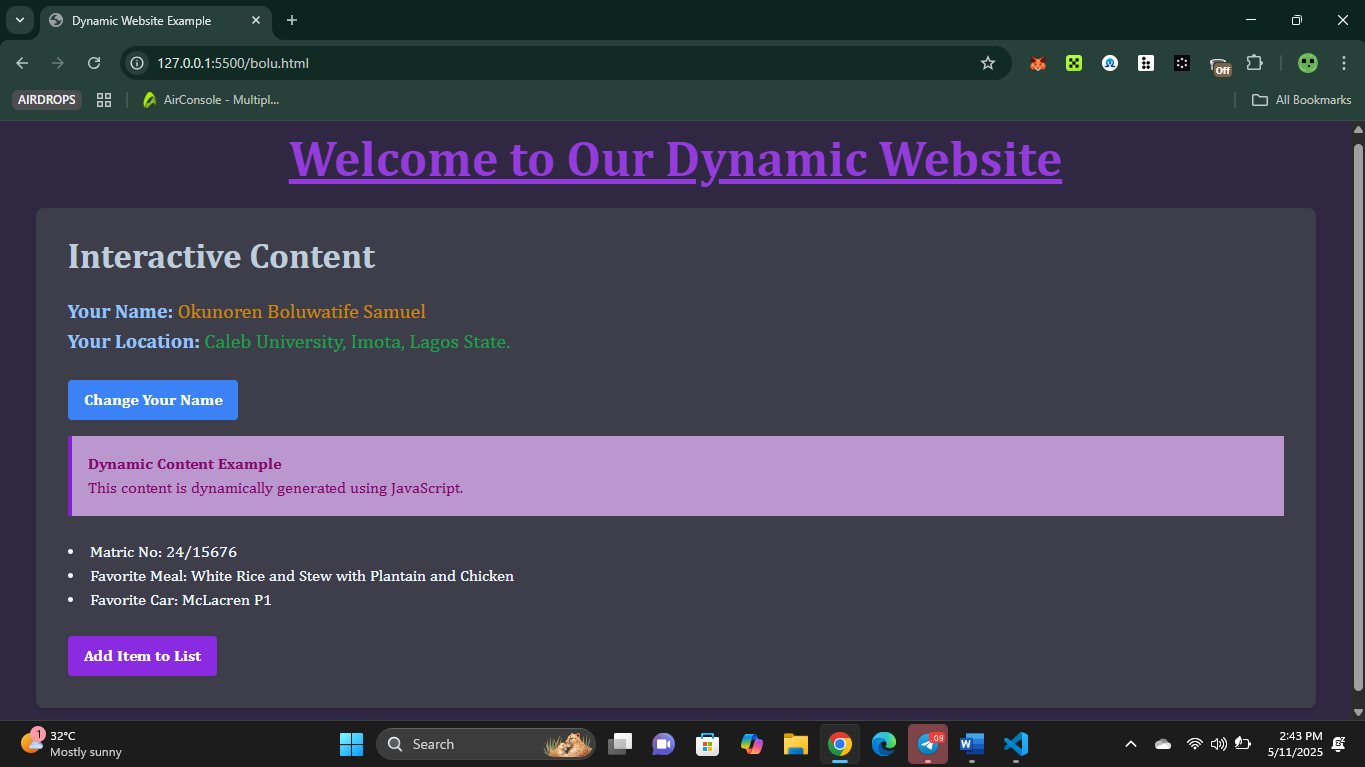 Dynamic Website Example
127.0.0.1:5500/bolu.html
Off
AIRDROPS
AirConsole - Multipl...
All Bookmarks
Welcome to Our Dynamic Website
Interactive Content
Your Name: Okunoren Boluwatife Samuel
Your Location: Caleb University, Imota, Lagos State.
Change Your Name
Dynamic Content Example
This content is dynamically generated using JavaScript.
• Matric No: 24/15676
• Favorite Meal: White Rice and Stew with Plantain and Chicken
• Favorite Car: McLacren P1
Add Item to List
1
32°C
Mostly sunny
Search
.09
2:43 PM
5/11/2025